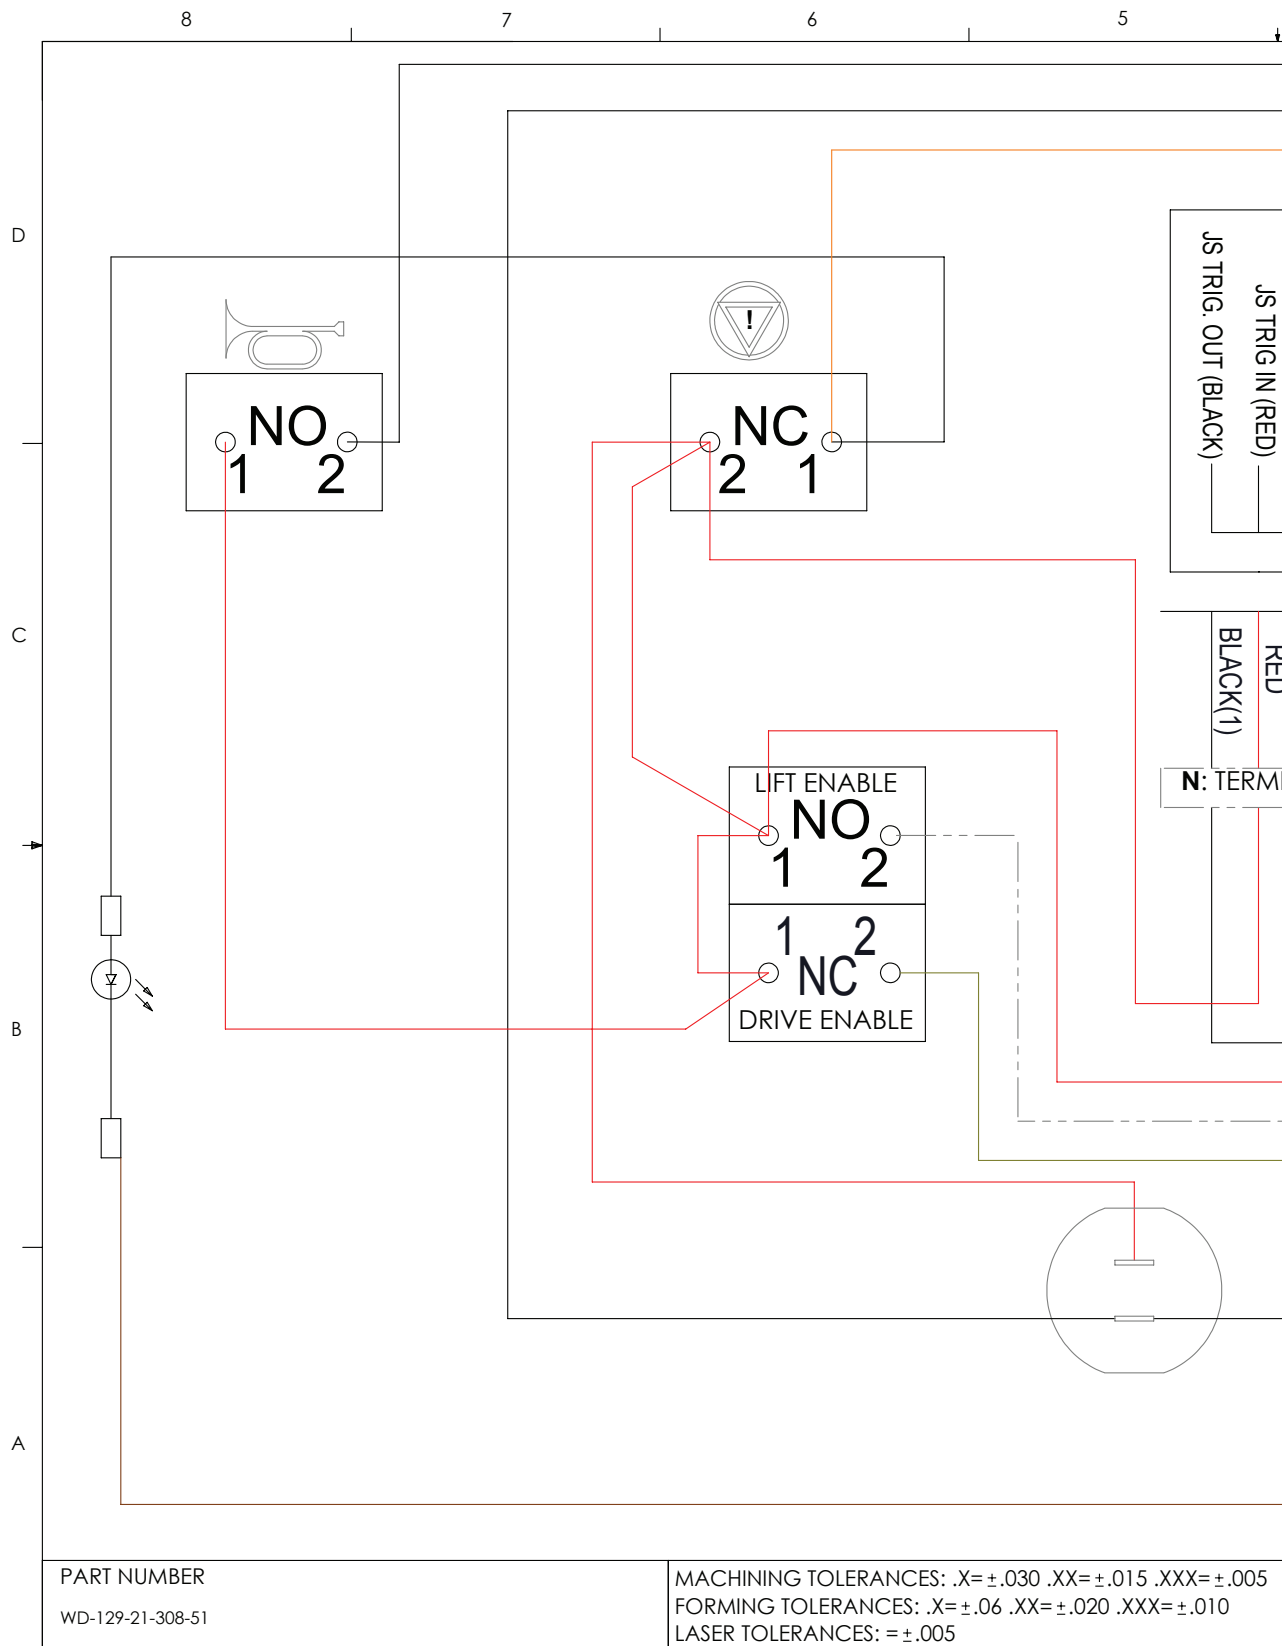 8 7 6 5
D
JS TRIG. OUT (BLACK)
JS TRIG IN (RED)
!
NO
1 2
NC
2 1
C
BLACK(1)
RED
N: TERMI
LIFT ENABLE
NO
1 2
1 2
NC
DRIVE ENABLE
B
A
PART NUMBER
WD-129-21-308-51
MACHINING TOLERANCES: .X=±.030 .XX=±.015 .XXX=±.005
FORMING TOLERANCES: .X=±.06 .XX=±.020 .XXX=±.010
LASER TOLERANCES: =±.005